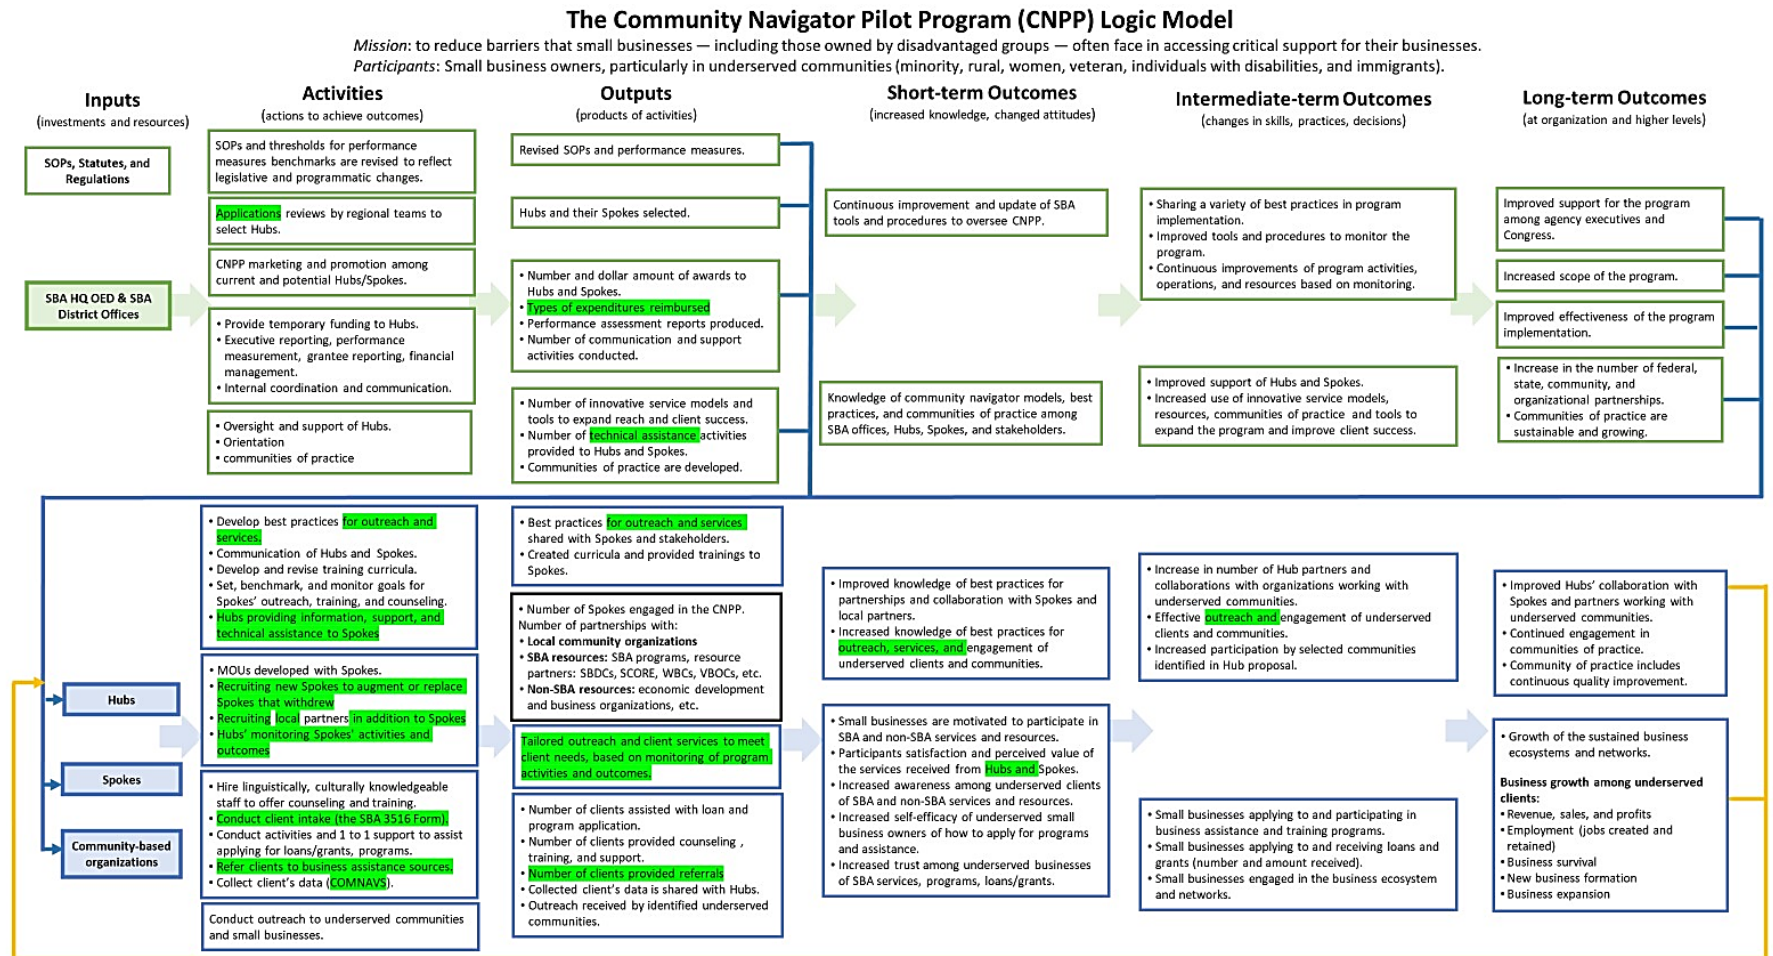 The Community Navigator Pilot Program (CNPP) Logic Model
Mission: to reduce barriers that small businesses — including those owned by disadvantaged groups — often face in accessing critical support for their businesses.
Participants: Small business owners, particularly in underserved communities (minority, rural, women, veteran, individuals with disabilities, and immigrants).
Inputs
(investments and resources)
Activities
(actions to achieve outcomes)
Outputs
(products of activities)
Short-term Outcomes
(increased knowledge, changed attitudes)
Intermediate-term Outcomes
(changes in skills, practices, decisions)
Long-term Outcomes
(at organization and higher levels)
SOPs, Statutes, and
Regulations
SBA HQ OED & SBA
District Offices
SOPs and thresholds for performance
measures benchmarks are revised to reflect
legislative and programmatic changes.
Applications reviews by regional teams to
select Hubs.
CNPP marketing and promotion among
current and potential Hubs/Spokes.
• Provide temporary funding to Hubs.
• Executive reporting, performance
measurement, grantee reporting, financial
management.
• Internal coordination and communication.
• Oversight and support of Hubs.
• Orientation
• communities of practice
Revised SOPs and performance measures.
Hubs and their Spokes selected.
• Number and dollar amount of awards to
Hubs and Spokes.
• Types of expenditures reimbursed
• Performance assessment reports produced.
• Number of communication and support
activities conducted.
• Number of innovative service models and
tools to expand reach and client success.
• Number of technical assistance activities
provided to Hubs and Spokes.
• Communities of practice are developed.
Continuous improvement and update of SBA
tools and procedures to oversee CNPP.
Knowledge of community navigator models, best
practices, and communities of practice among
SBA offices, Hubs, Spokes, and stakeholders.
• Sharing a variety of best practices in program
implementation.
• Improved tools and procedures to monitor the
program.
• Continuous improvements of program activities,
operations, and resources based on monitoring.
• Improved support of Hubs and Spokes.
• Increased use of innovative service models,
resources, communities of practice and tools to
expand the program and improve client success.
Improved support for the program
among agency executives and
Congress.
Increased scope of the program.
Improved effectiveness of the program
implementation.
• Increase in the number of federal,
state, community, and
organizational partnerships.
• Communities of practice are
sustainable and growing.
Hubs
Spokes
Community-based
organizations
• Develop best practices for outreach and
services.
• Communication of Hubs and Spokes.
• Develop and revise training curricula.
• Set, benchmark, and monitor goals for
Spokes' outreach, training, and counseling.
• Hubs providing information, support, and
technical assistance to Spokes
• MOUs developed with Spokes.
• Recruiting new Spokes to augment or replace
Spokes that withdrew
• Recruiting local partners in addition to Spokes
• Hubs' monitoring Spokes' activities and
outcomes
• Hire linguistically, culturally knowledgeable
staff to offer counseling and training.
• Conduct client intake (the SBA 3516 Form).
• Conduct activities and 1 to 1 support to assist
applying for loans/grants, programs.
• Refer clients to business assistance sources.
• Collect client's data (COMNAVS).
Conduct outreach to underserved communities
and small businesses.
• Best practices for outreach and services
shared with Spokes and stakeholders.
• Created curricula and provided trainings to
Spokes.
• Number of Spokes engaged in the CNPP.
Number of partnerships with:
• Local community organizations
• SBA resources: SBA programs, resource
partners: SBDCs, SCORE, WBCs, VBOCs, etc.
• Non-SBA resources: economic development
and business organizations, etc.
Tailored outreach and client services to meet
client needs, based on monitoring of program
activities and outcomes.
• Number of clients assisted with loan and
program application.
• Number of clients provided counseling ,
training, and support.
• Number of clients provided referrals
• Collected client's data is shared with Hubs.
• Outreach received by identified underserved
communities.
• Improved knowledge of best practices for
partnerships and collaboration with Spokes and
local partners.
• Increased knowledge of best practices for
outreach, services, and engagement of
underserved clients and communities.
• Small businesses are motivated to participate in
SBA and non-SBA services and resources.
• Participants satisfaction and perceived value of
the services received from Hubs and Spokes.
• Increased awareness among underserved clients
of SBA and non-SBA services and resources.
• Increased self-efficacy of underserved small
business owners of how to apply for programs
and assistance.
• Increased trust among underserved businesses
of SBA services, programs, loans/grants.
• Increase in number of Hub partners and
collaborations with organizations working with
underserved communities.
• Effective outreach and engagement of underserved
clients and communities.
• Increased participation by selected communities
identified in Hub proposal.
• Small businesses applying to and participating in
business assistance and training programs.
• Small businesses applying to and receiving loans and
grants (number and amount received).
• Small businesses engaged in the business ecosystem
and networks.
• Improved Hubs' collaboration with
Spokes and partners working with
underserved communities.
• Continued engagement in
communities of practice.
• Community of practice includes
continuous quality improvement.
• Growth of the sustained business
ecosystems and networks.
Business growth among underserved
clients:
• Revenue, sales, and profits
• Employment (jobs created and
retained)
• Business survival
• New business formation
• Business expansion